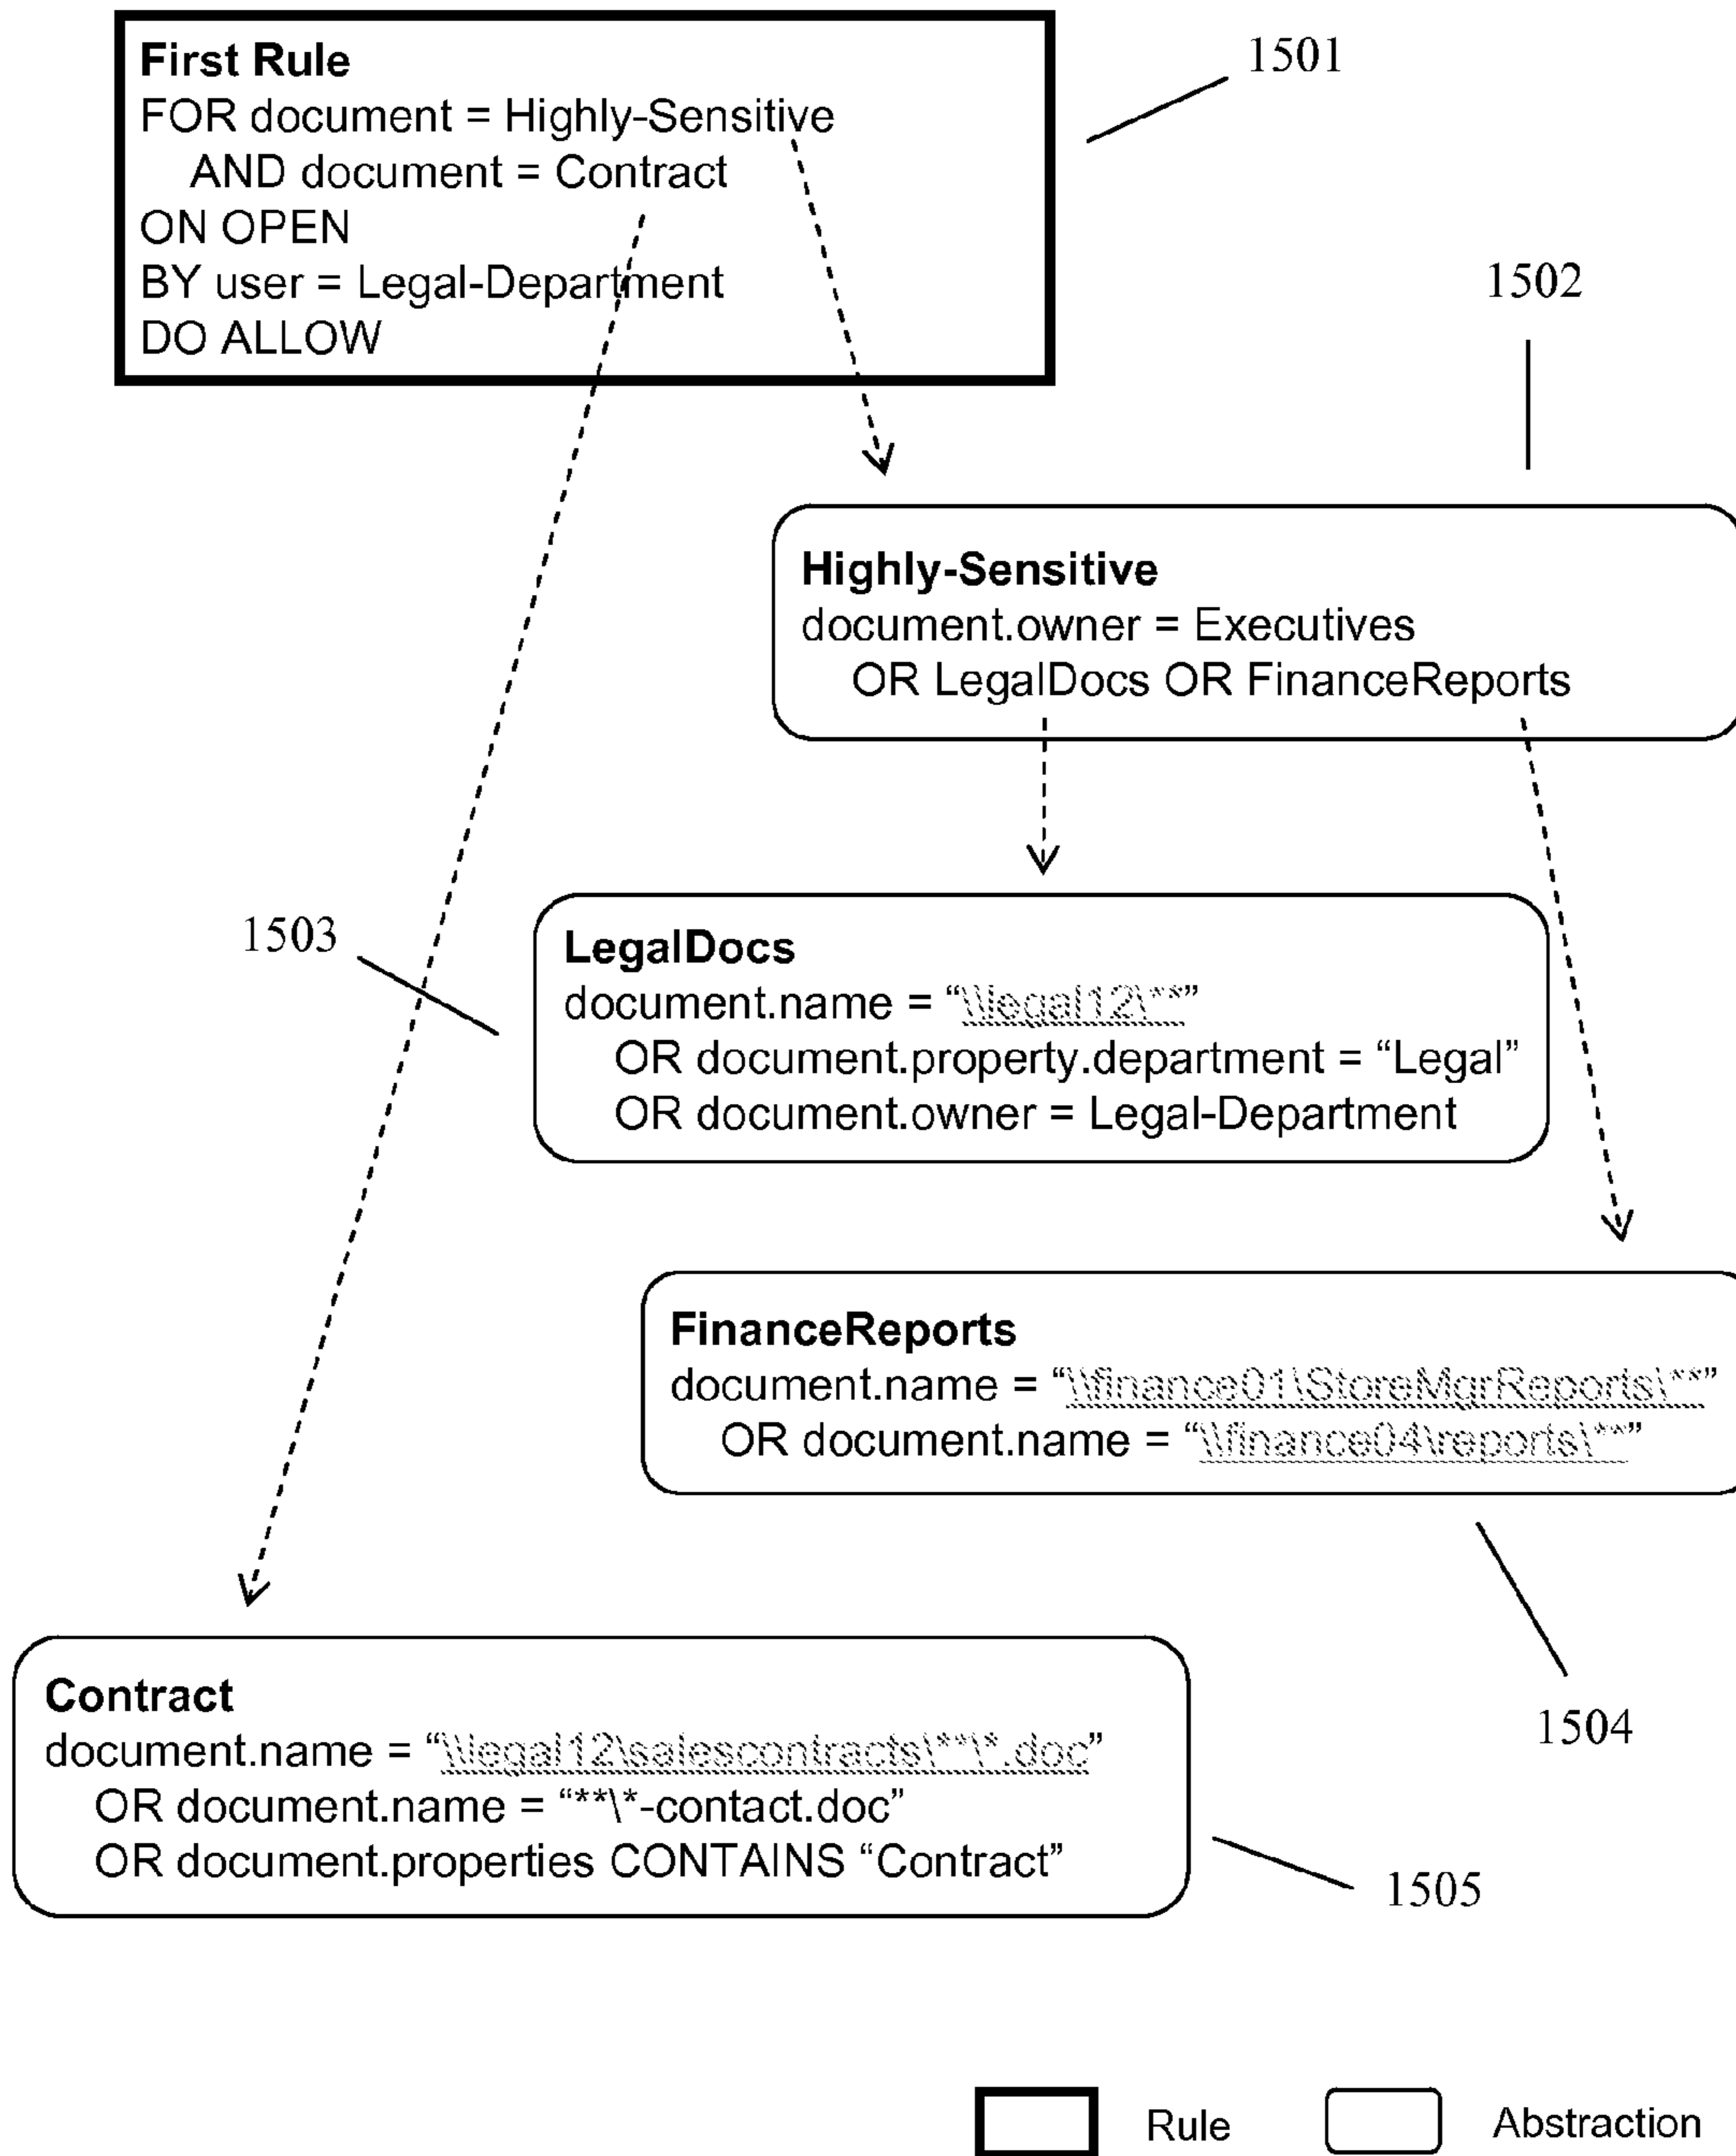 First Rule
FOR document = Highly-Sensitive
AND document = Contract
ON OPEN
BY user = Legal-Department
DO ALLOW
1501
1502
Highly-Sensitive
document.owner = Executives
OR LegalDocs OR FinanceReports
1503
LegalDocs
document.name = “\\legal12\**”
OR document.property.department = “Legal”
OR document.owner = Legal-Department
FinanceReports
document.name = “\\finance01\StoreMgrReports\**”
OR document.name = “\\finance04\reports\**”
1504
Contract
document.name = “\\legal12\salescontracts\**\*.doc”
OR document.name = “**\*-contact.doc”
OR document.properties CONTAINS “Contract”
1505
Rule
Abstraction